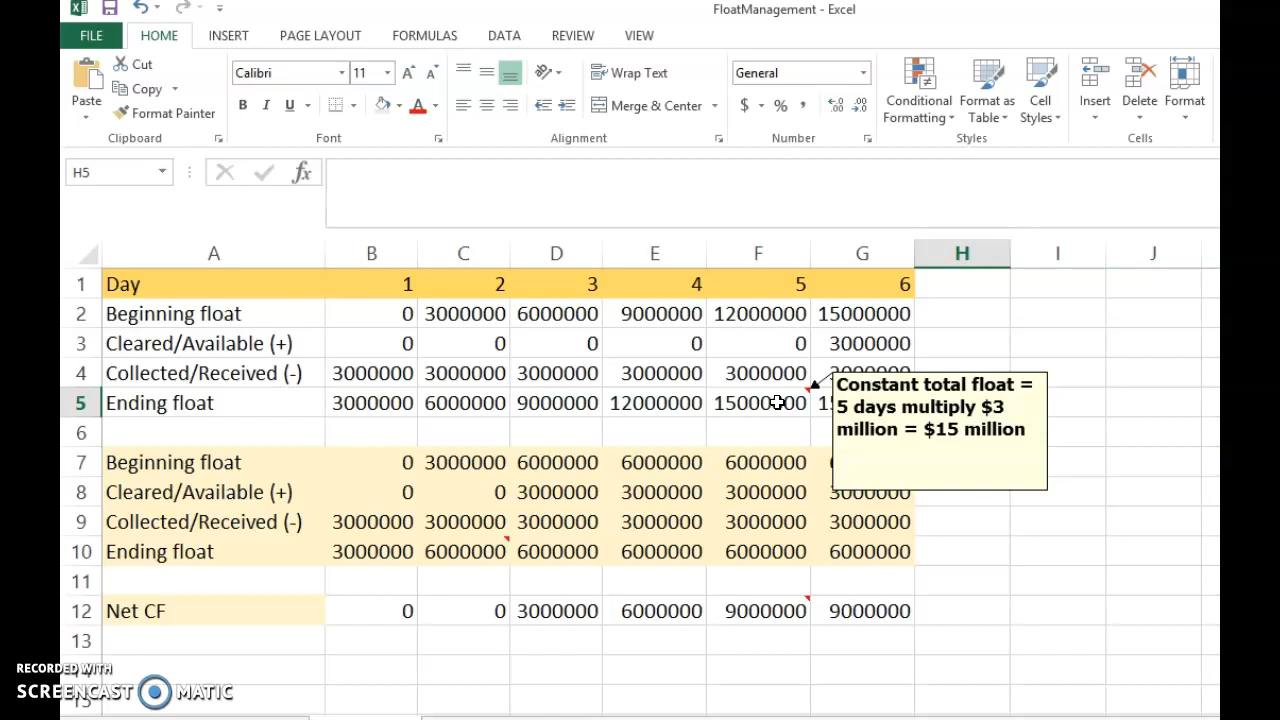 FloatManagement - Excel
FILE HOME INSERT PAGE LAYOUT FORMULAS DATA REVIEW VIEW
Paste Cut Copy Format Painter
Calibri 11
B I U
Wrap Text
Merge & Center
General
$ % ,
Conditional Formatting Format as Table Cell Styles
Insert Delete Format
Clipboard Font Alignment Number Styles Cells
H5 fx
A B C D E F G H I J
1 Day 1 2 3 4 5 6
2 Beginning float 0 3000000 6000000 9000000 12000000 15000000
3 Cleared/Available (+) 0 0 0 0 0 3000000
4 Collected/Received (-) 3000000 3000000 3000000 3000000 3000000
5 Ending float 3000000 6000000 9000000 12000000 15000000
Constant total float =
5 days multiply $3
million = $15 million
6
7 Beginning float 0 3000000 6000000 6000000 6000000
8 Cleared/Available (+) 0 0 3000000 3000000 3000000 3000000
9 Collected/Received (-) 3000000 3000000 3000000 3000000 3000000 3000000
10 Ending float 3000000 6000000 6000000 6000000 6000000 6000000
11
12 Net CF 0 0 3000000 6000000 9000000 9000000
13
RECORDED WITH
SCREENCAST MATIC